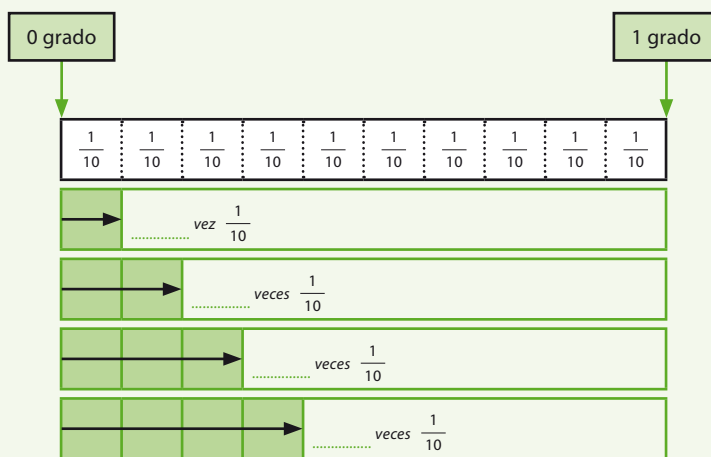 0 grado 1 grado
1/10 1/10 1/10 1/10 1/10 1/10 1/10 1/10 1/10 1/10
............... vez 1/10
............... veces 1/10
............... veces 1/10
............... veces 1/10